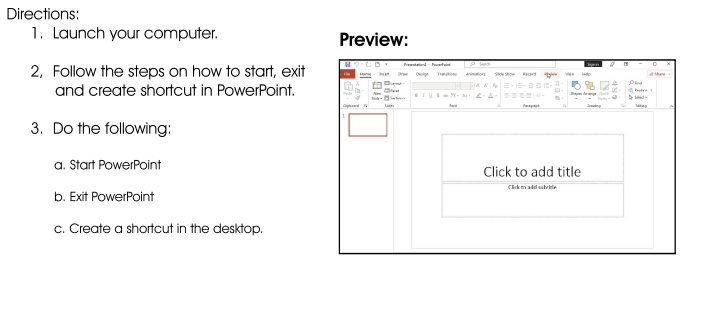 Directions:
1. Launch your computer.
2, Follow the steps on how to start, exit
and create shortcut in PowerPoint.
3. Do the following:
a. Start PowerPoint
b. Exit PowerPoint
c. Create a shortcut in the desktop.
Preview:
Presentation1 - PowerPoint Search Sign in
File Home Insert Draw Design Transitions Animations Slide Show Record Review View Help Share
Clipboard Slides Font Paragraph Drawing Editing
1
Click to add title
Click to add subtitle